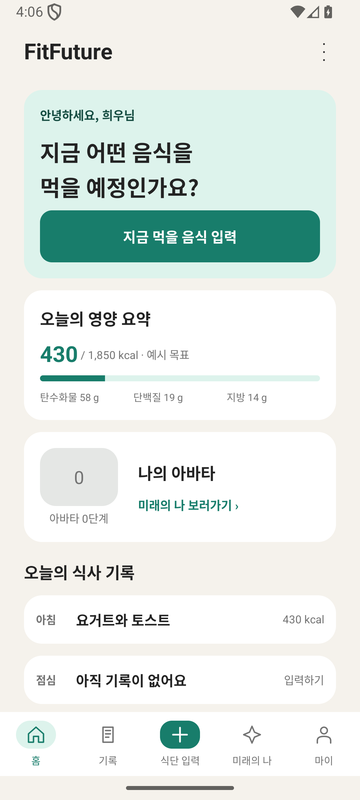 4:06
FitFuture
안녕하세요, 희우님
지금 어떤 음식을
먹을 예정인가요?
지금 먹을 음식 입력
오늘의 영양 요약
430 / 1,850 kcal · 예시 목표
탄수화물 58 g 단백질 19 g 지방 14 g
0
아바타 0단계
나의 아바타
미래의 나 보러가기 ›
오늘의 식사 기록
아침 요거트와 토스트 430 kcal
점심 아직 기록이 없어요 입력하기
홈 기록 식단 입력 미래의 나 마이